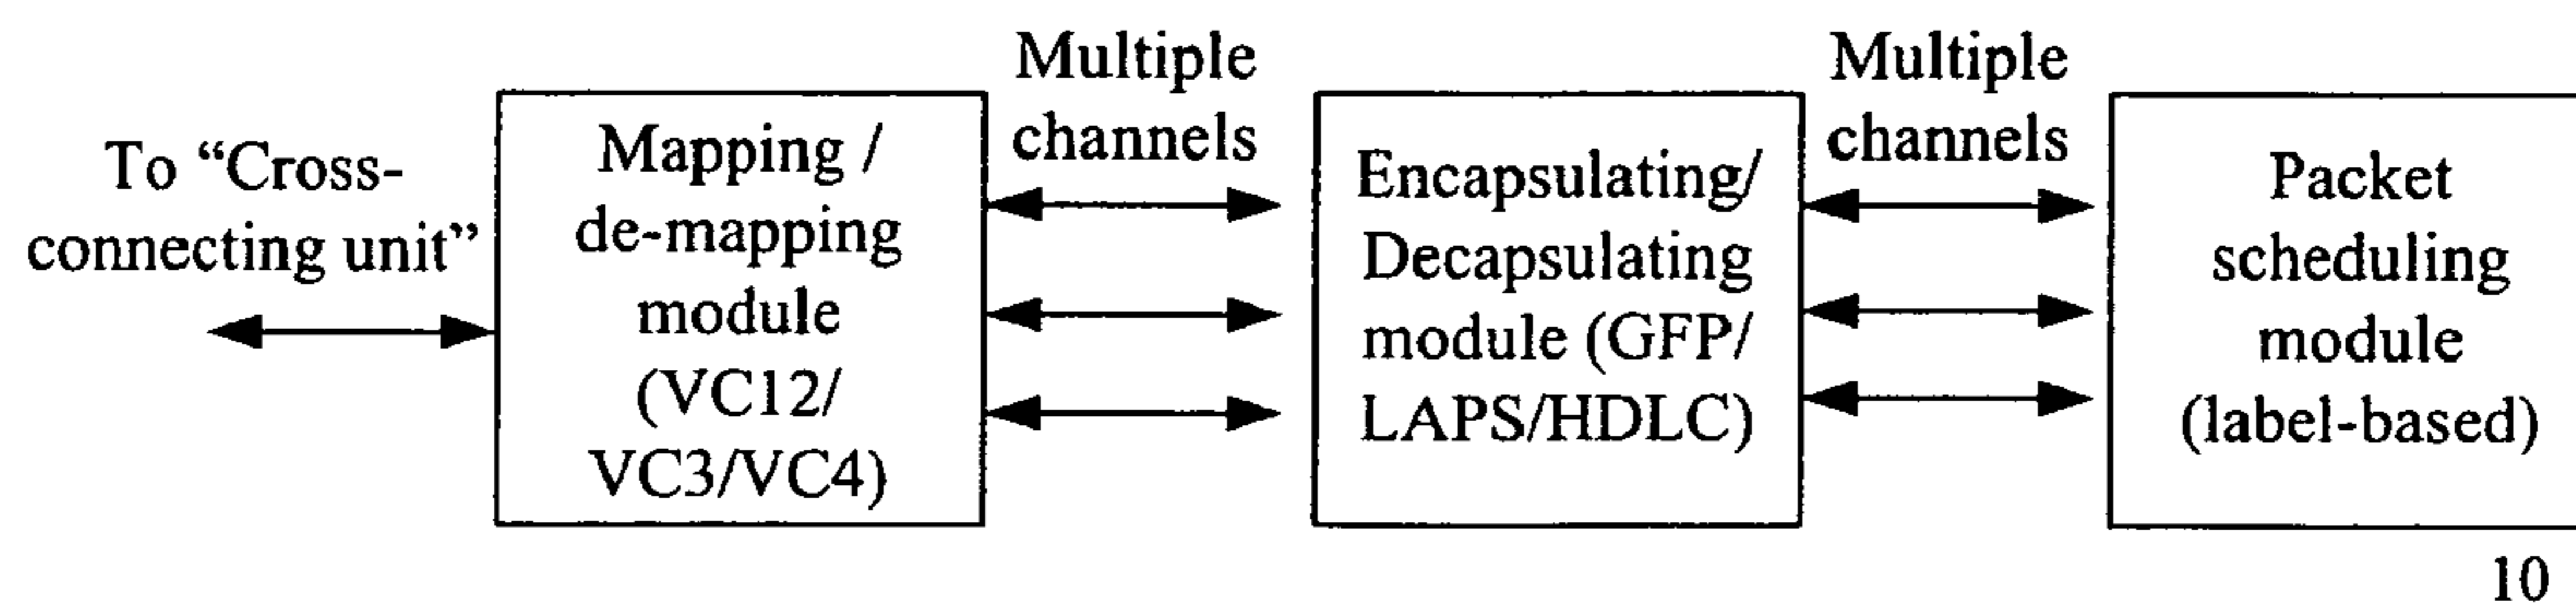 To “Cross-
connecting unit”
Mapping /
de-mapping
module
(VC12/
VC3/VC4)
Multiple
channels
Encapsulating/
Decapsulating
module (GFP/
LAPS/HDLC)
Multiple
channels
Packet
scheduling
module
(label-based)
10